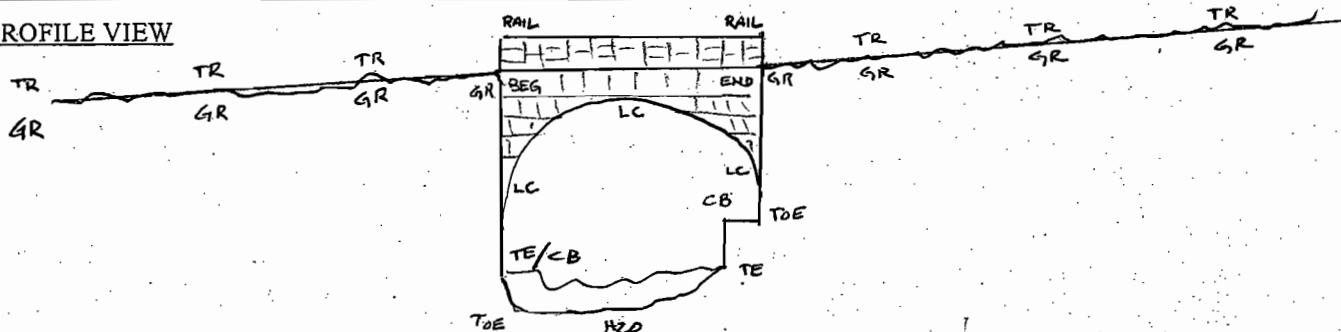 ROFILE VIEW
RAIL RAIL
TR TR TR TR TR TR
GR GR GR GR BEG END GR GR GR GR
LC
LC LC
CB TOE
TE/CB TE
TOE H2O